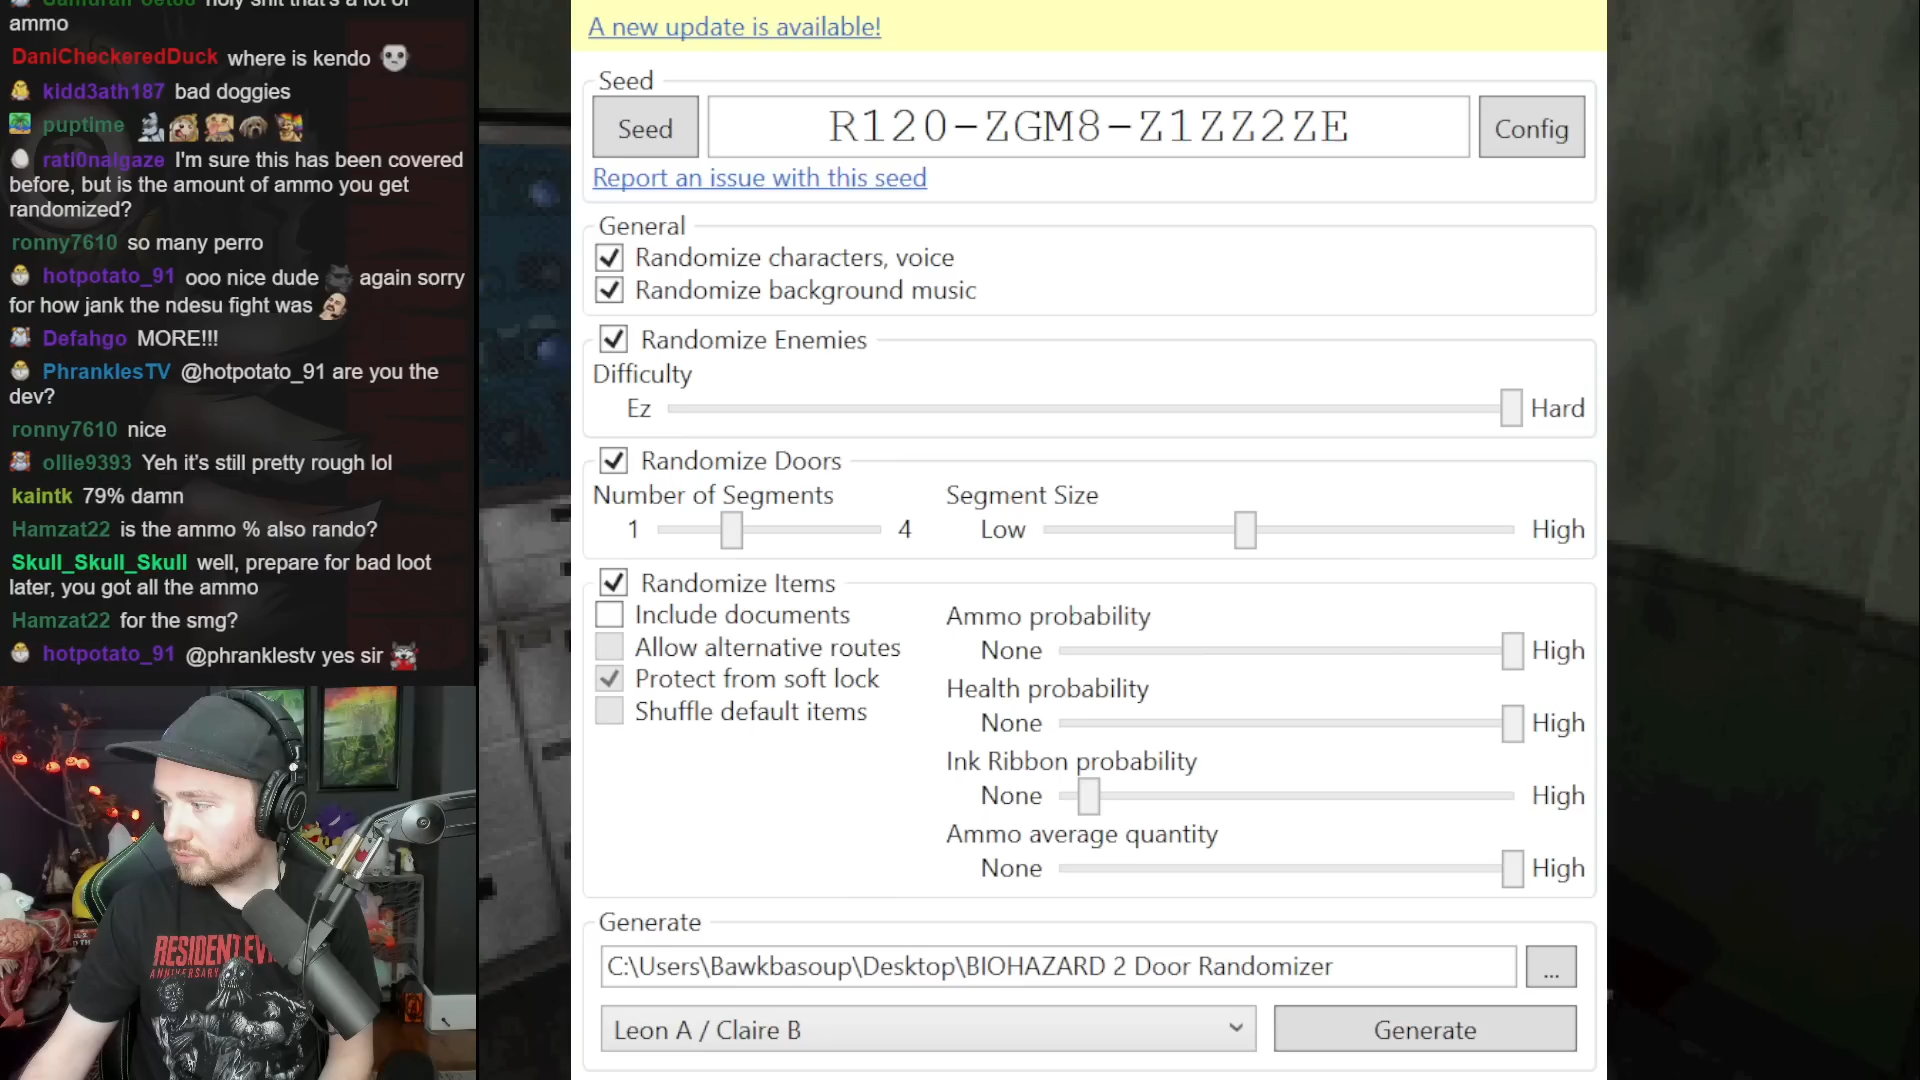 holy shit that's a lot of
ammo
DaniCheckeredDuck where is kendo
kidd3ath187 bad doggies
puptime
rati0nalgaze I'm sure this has been covered
before, but is the amount of ammo you get
randomized?
ronny7610 so many perro
hotpotato_91 ooo nice dude again sorry
for how jank the ndesu fight was
Defahgo MORE!!!
PhranklesTV @hotpotato_91 are you the
dev?
ronny7610 nice
ollie9393 Yeh it's still pretty rough lol
kaintk 79% damn
Hamzat22 is the ammo % also rando?
Skull_Skull_Skull well, prepare for bad loot
later, you got all the ammo
Hamzat22 for the smg?
hotpotato_91 @phranklestv yes sir
RESIDENT EVI
ANNIVERSARY
A new update is available!
Seed
Seed R120-ZGM8-Z1ZZ2ZE Config
Report an issue with this seed
General
Randomize characters, voice
Randomize background music
Randomize Enemies
Difficulty
Ez Hard
Randomize Doors
Number of Segments Segment Size
1 4 Low High
Randomize Items
Include documents
Allow alternative routes
Protect from soft lock
Shuffle default items
Ammo probability
None High
Health probability
None High
Ink Ribbon probability
None High
Ammo average quantity
None High
Generate
C:\Users\Bawkbasoup\Desktop\BIOHAZARD 2 Door Randomizer ...
Leon A / Claire B Generate